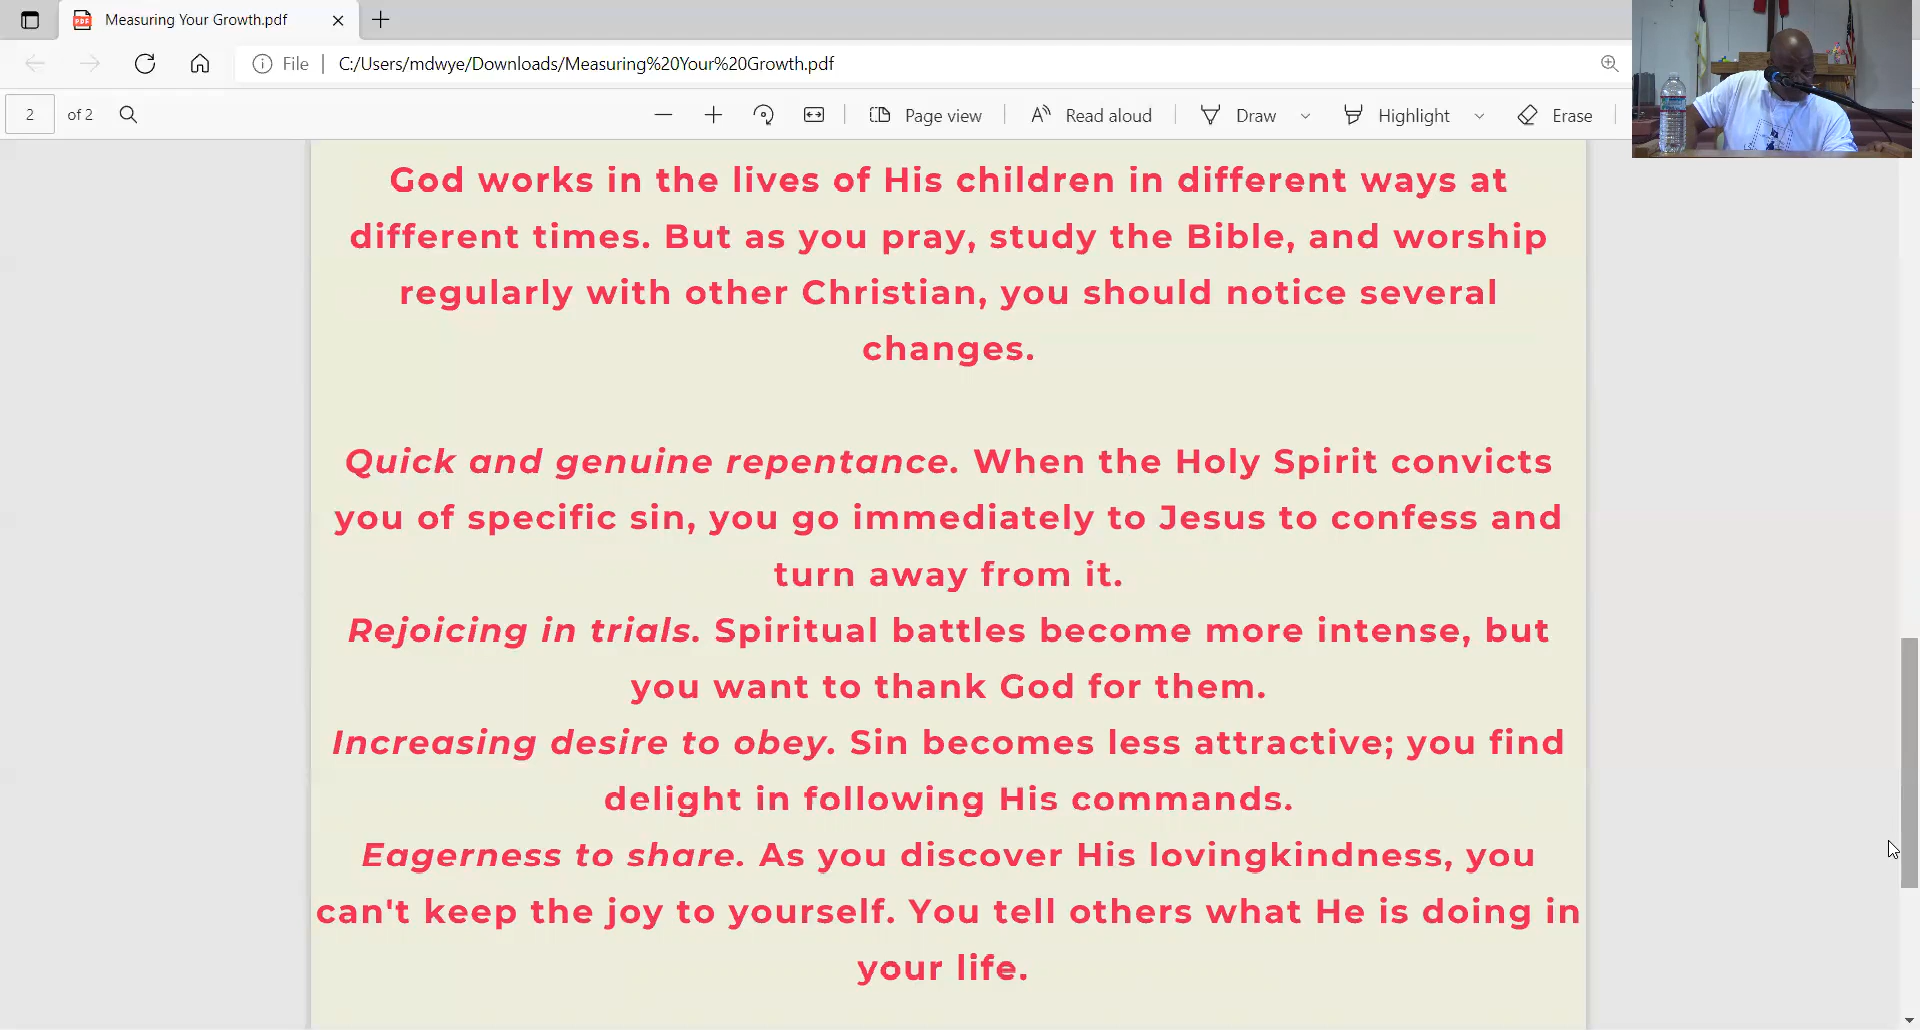 Measuring Your Growth.pdf
File
C:/Users/mdwye/Downloads/Measuring%20Your%20Growth.pdf
2 of 2
Page view
Read aloud
Draw
Highlight
Erase
God works in the lives of His children in different ways at
different times. But as you pray, study the Bible, and worship
regularly with other Christian, you should notice several
changes.
Quick and genuine repentance. When the Holy Spirit convicts
you of specific sin, you go immediately to Jesus to confess and
turn away from it.
Rejoicing in trials. Spiritual battles become more intense, but
you want to thank God for them.
Increasing desire to obey. Sin becomes less attractive; you find
delight in following His commands.
Eagerness to share. As you discover His lovingkindness, you
can't keep the joy to yourself. You tell others what He is doing in
your life.